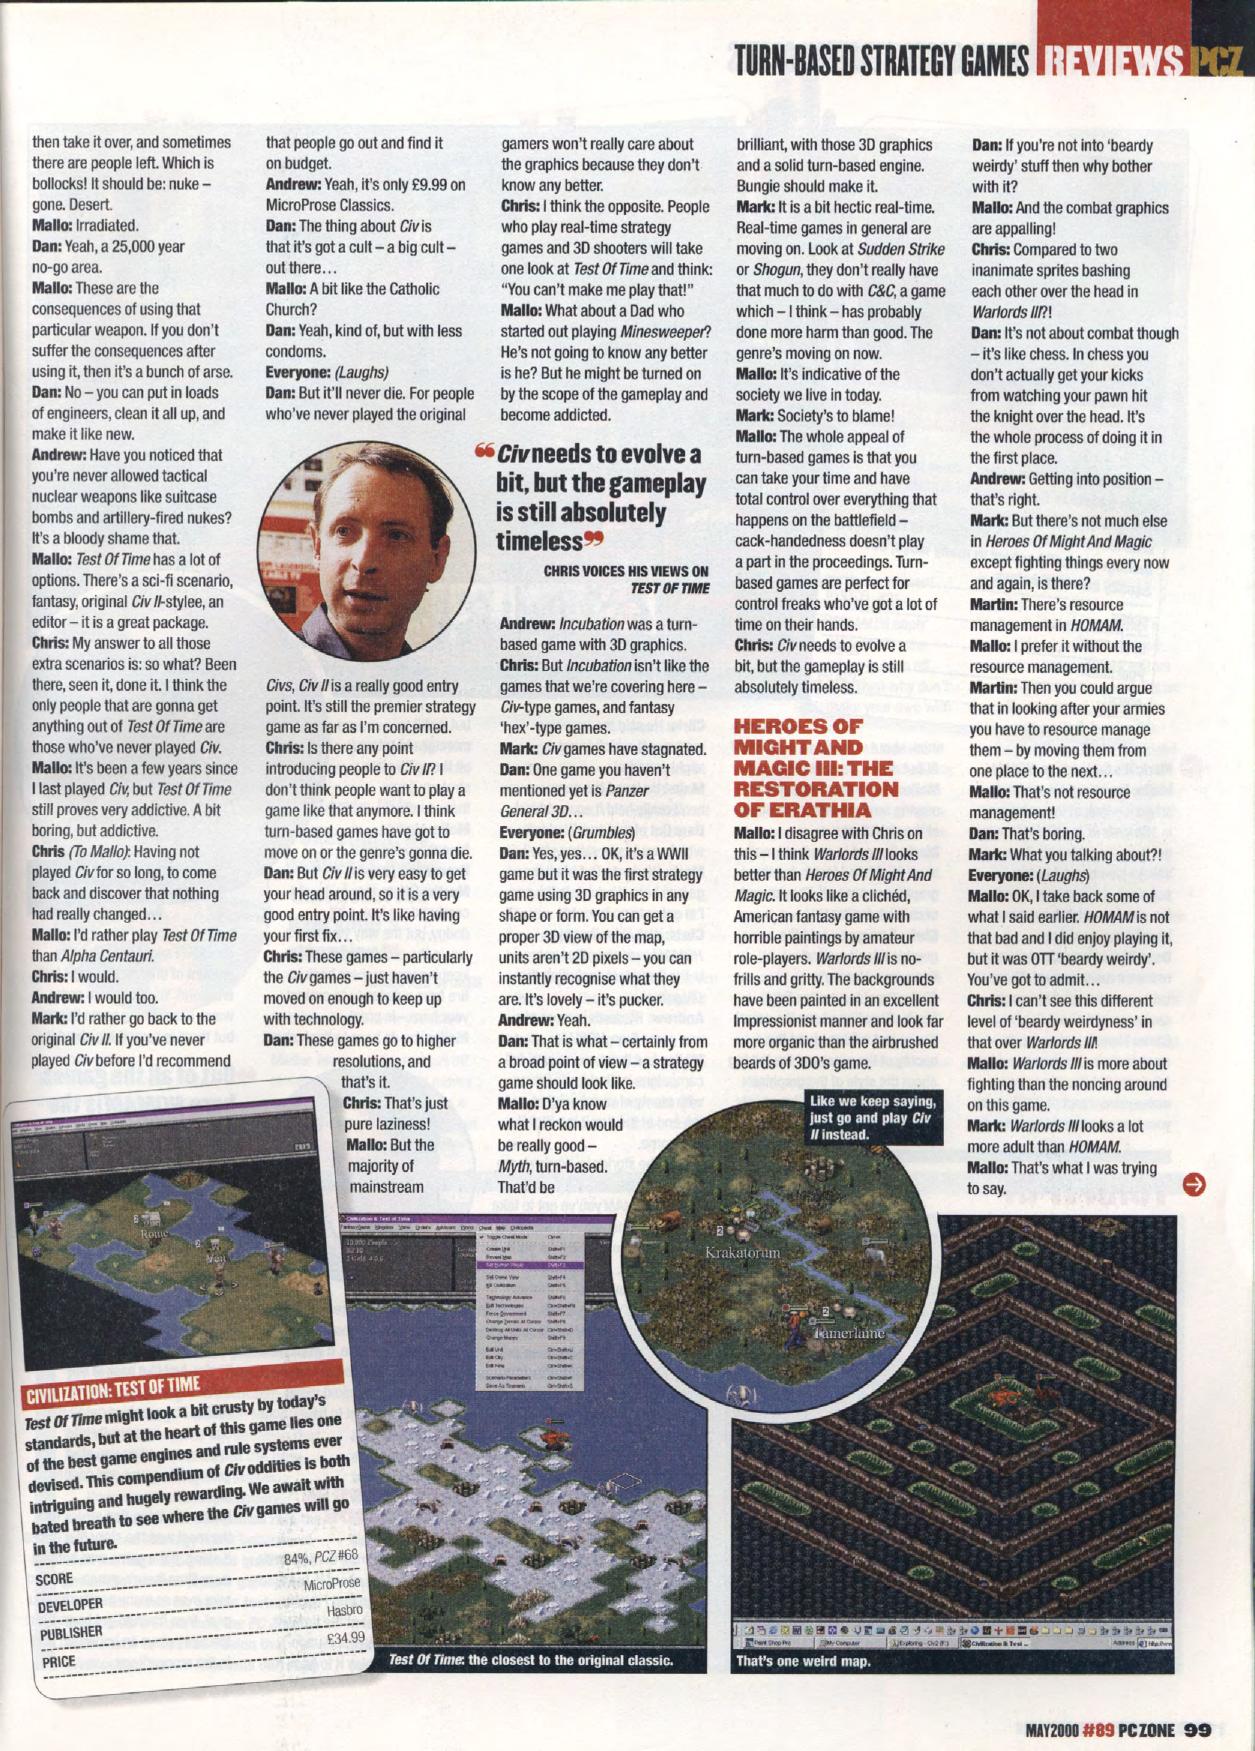 TURN-BASED STRATEGY GAMES REVIEWS PCZ
then take it over, and sometimes
there are people left. Which is
bollocks! It should be: nuke –
gone. Desert.
Mallo: Irradiated.
Dan: Yeah, a 25,000 year
no-go area.
Mallo: These are the
consequences of using that
particular weapon. If you don't
suffer the consequences after
using it, then it's a bunch of arse.
Dan: No – you can put in loads
of engineers, clean it all up, and
make it like new.
Andrew: Have you noticed that
you're never allowed tactical
nuclear weapons like suitcase
bombs and artillery-fired nukes?
It's a bloody shame that.
Mallo: Test Of Time has a lot of
options. There's a sci-fi scenario,
fantasy, original Civ II-stylee, an
editor – it is a great package.
Chris: My answer to all those
extra scenarios is: so what? Been
there, seen it, done it. I think the
only people that are gonna get
anything out of Test Of Time are
those who've never played Civ.
Mallo: It's been a few years since
I last played Civ, but Test Of Time
still proves very addictive. A bit
boring, but addictive.
Chris (To Mallo): Having not
played Civ for so long, to come
back and discover that nothing
had really changed...
Mallo: I'd rather play Test Of Time
than Alpha Centauri.
Chris: I would.
Andrew: I would too.
Mark: I'd rather go back to the
original Civ II. If you've never
played Civ before I'd recommend
that people go out and find it
on budget.
Andrew: Yeah, it's only £9.99 on
MicroProse Classics.
Dan: The thing about Civ is
that it's got a cult – a big cult –
out there...
Mallo: A bit like the Catholic
Church?
Dan: Yeah, kind of, but with less
condoms.
Everyone: (Laughs)
Dan: But it'll never die. For people
who've never played the original
Civs, Civ II is a really good entry
point. It's still the premier strategy
game as far as I'm concerned.
Chris: Is there any point
introducing people to Civ II? I
don't think people want to play a
game like that anymore. I think
turn-based games have got to
move on or the genre's gonna die.
Dan: But Civ II is very easy to get
your head around, so it is a very
good entry point. It's like having
your first fix...
Chris: These games – particularly
the Civ games – just haven't
moved on enough to keep up
with technology.
Dan: These games go to higher
resolutions, and
that's it.
Chris: That's just
pure laziness!
Mallo: But the
majority of
mainstream
gamers won't really care about
the graphics because they don't
know any better.
Chris: I think the opposite. People
who play real-time strategy
games and 3D shooters will take
one look at Test Of Time and think:
"You can't make me play that!"
Mallo: What about a Dad who
started out playing Minesweeper?
He's not going to know any better
is he? But he might be turned on
by the scope of the gameplay and
become addicted.
“Civ needs to evolve a
bit, but the gameplay
is still absolutely
timeless”
CHRIS VOICES HIS VIEWS ON
TEST OF TIME
Andrew: Incubation was a turn-
based game with 3D graphics.
Chris: But Incubation isn't like the
games that we're covering here –
Civ-type games, and fantasy
'hex'-type games.
Mark: Civ games have stagnated.
Dan: One game you haven't
mentioned yet is Panzer
General 3D...
Everyone: (Grumbles)
Dan: Yes, yes... OK, it's a WWII
game but it was the first strategy
game using 3D graphics in any
shape or form. You can get a
proper 3D view of the map,
units aren't 2D pixels – you can
instantly recognise what they
are. It's lovely – it's pucker.
Andrew: Yeah.
Dan: That is what – certainly from
a broad point of view – a strategy
game should look like.
Mallo: D'ya know
what I reckon would
be really good –
Myth, turn-based.
That'd be
brilliant, with those 3D graphics
and a solid turn-based engine.
Bungie should make it.
Mark: It is a bit hectic real-time.
Real-time games in general are
moving on. Look at Sudden Strike
or Shogun, they don't really have
that much to do with C&C, a game
which – I think – has probably
done more harm than good. The
genre's moving on now.
Mallo: It's indicative of the
society we live in today.
Mark: Society's to blame!
Mallo: The whole appeal of
turn-based games is that you
can take your time and have
total control over everything that
happens on the battlefield –
cack-handedness doesn't play
a part in the proceedings. Turn-
based games are perfect for
control freaks who've got a lot of
time on their hands.
Chris: Civ needs to evolve a
bit, but the gameplay is still
absolutely timeless.
HEROES OF
MIGHT AND
MAGIC III: THE
RESTORATION
OF ERATHIA
Mallo: I disagree with Chris on
this – I think Warlords III looks
better than Heroes Of Might And
Magic. It looks like a clichéd,
American fantasy game with
horrible paintings by amateur
role-players. Warlords III is no-
frills and gritty. The backgrounds
have been painted in an excellent
Impressionist manner and look far
more organic than the airbrushed
beards of 3DO's game.
Dan: If you're not into 'beardy
weirdy' stuff then why bother
with it?
Mallo: And the combat graphics
are appalling!
Chris: Compared to two
inanimate sprites bashing
each other over the head in
Warlords III?!
Dan: It's not about combat though
– it's like chess. In chess you
don't actually get your kicks
from watching your pawn hit
the knight over the head. It's
the whole process of doing it in
the first place.
Andrew: Getting into position –
that's right.
Mark: But there's not much else
in Heroes Of Might And Magic
except fighting things every now
and again, is there?
Martin: There's resource
management in HOMAM.
Mallo: I prefer it without the
resource management.
Martin: Then you could argue
that in looking after your armies
you have to resource manage
them – by moving them from
one place to the next...
Mallo: That's not resource
management!
Dan: That's boring.
Mark: What you talking about?!
Everyone: (Laughs)
Mallo: OK, I take back some of
what I said earlier. HOMAM is not
that bad and I did enjoy playing it,
but it was OTT 'beardy weirdy'.
You've got to admit...
Chris: I can't see this different
level of 'beardy weirdyness' in
that over Warlords III!
Mallo: Warlords III is more about
fighting than the noncing around
on this game.
Mark: Warlords III looks a lot
more adult than HOMAM.
Mallo: That's what I was trying
to say.
Rome
CIVILIZATION: TEST OF TIME
Test Of Time might look a bit crusty by today's
standards, but at the heart of this game lies one
of the best game engines and rule systems ever
devised. This compendium of Civ oddities is both
intriguing and hugely rewarding. We await with
bated breath to see where the Civ games will go
in the future.
SCORE 84%, PCZ #68
DEVELOPER MicroProse
PUBLISHER Hasbro
PRICE £34.99
Like we keep saying,
just go and play Civ
II instead.
Krakatorum
Tamerlaine
Test Of Time: the closest to the original classic.
Paint Shop Pro
My Computer
Exploring - Civ2 (F:)
Civilization II: Test ...
Address
That's one weird map.
MAY2000 #89 PC ZONE 99